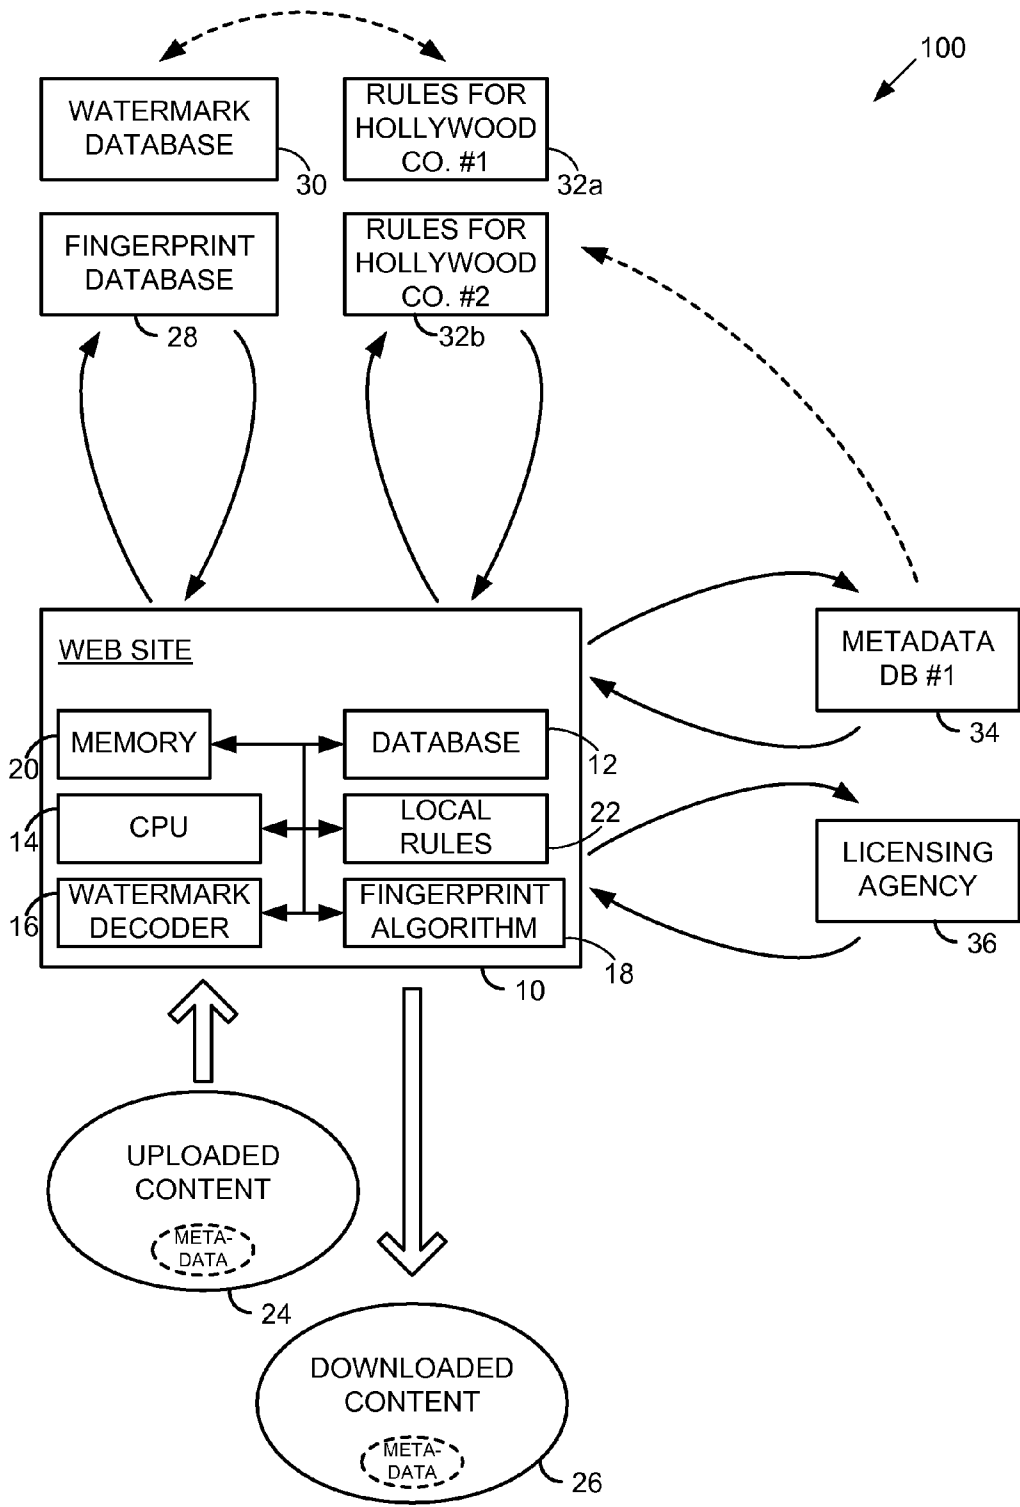 100
WATERMARK
DATABASE
30
RULES FOR
HOLLYWOOD
CO. #1
32a
FINGERPRINT
DATABASE
28
RULES FOR
HOLLYWOOD
CO. #2
32b
WEB SITE
MEMORY
20
DATABASE
12
CPU
14
LOCAL
RULES
22
WATERMARK
DECODER
16
FINGERPRINT
ALGORITHM
18
10
METADATA
DB #1
34
LICENSING
AGENCY
36
UPLOADED
CONTENT
META-
DATA
24
DOWNLOADED
CONTENT
META-
DATA
26